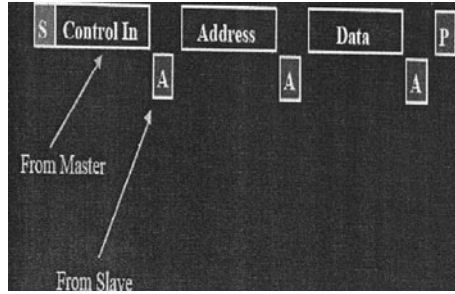 S Control In Address Data P
A A A
From Master
From Slave